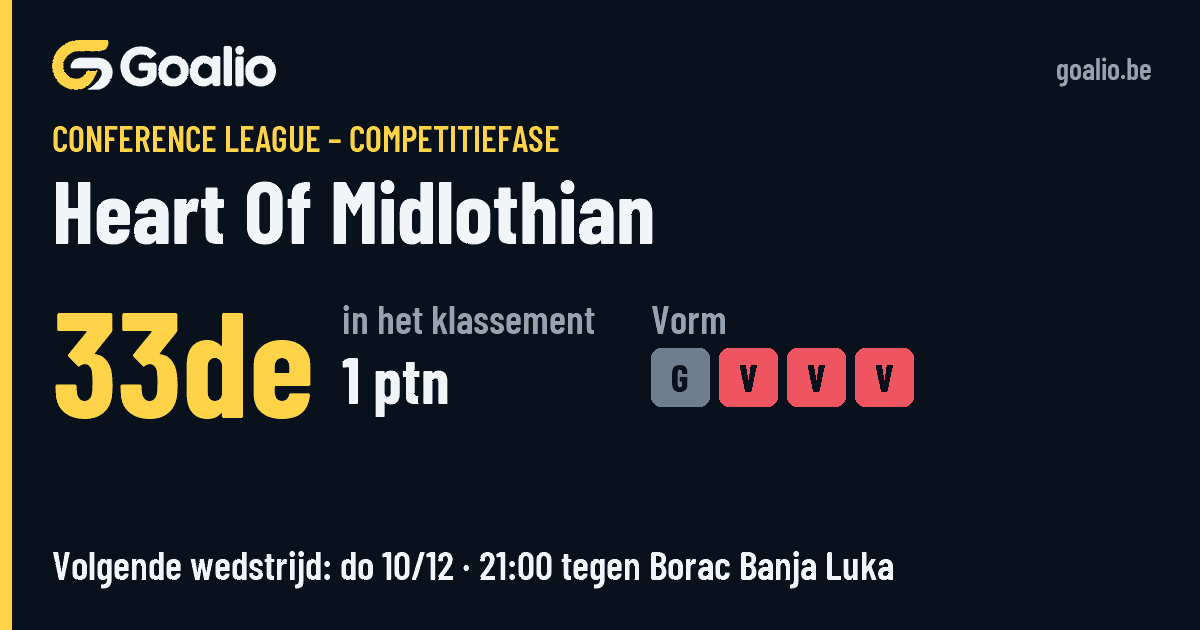 Goalio
goalio.be
CONFERENCE LEAGUE – COMPETITIEFASE
Heart Of Midlothian
33de
in het klassement
1 ptn
Vorm
G V V V
Volgende wedstrijd: do 10/12 · 21:00 tegen Borac Banja Luka